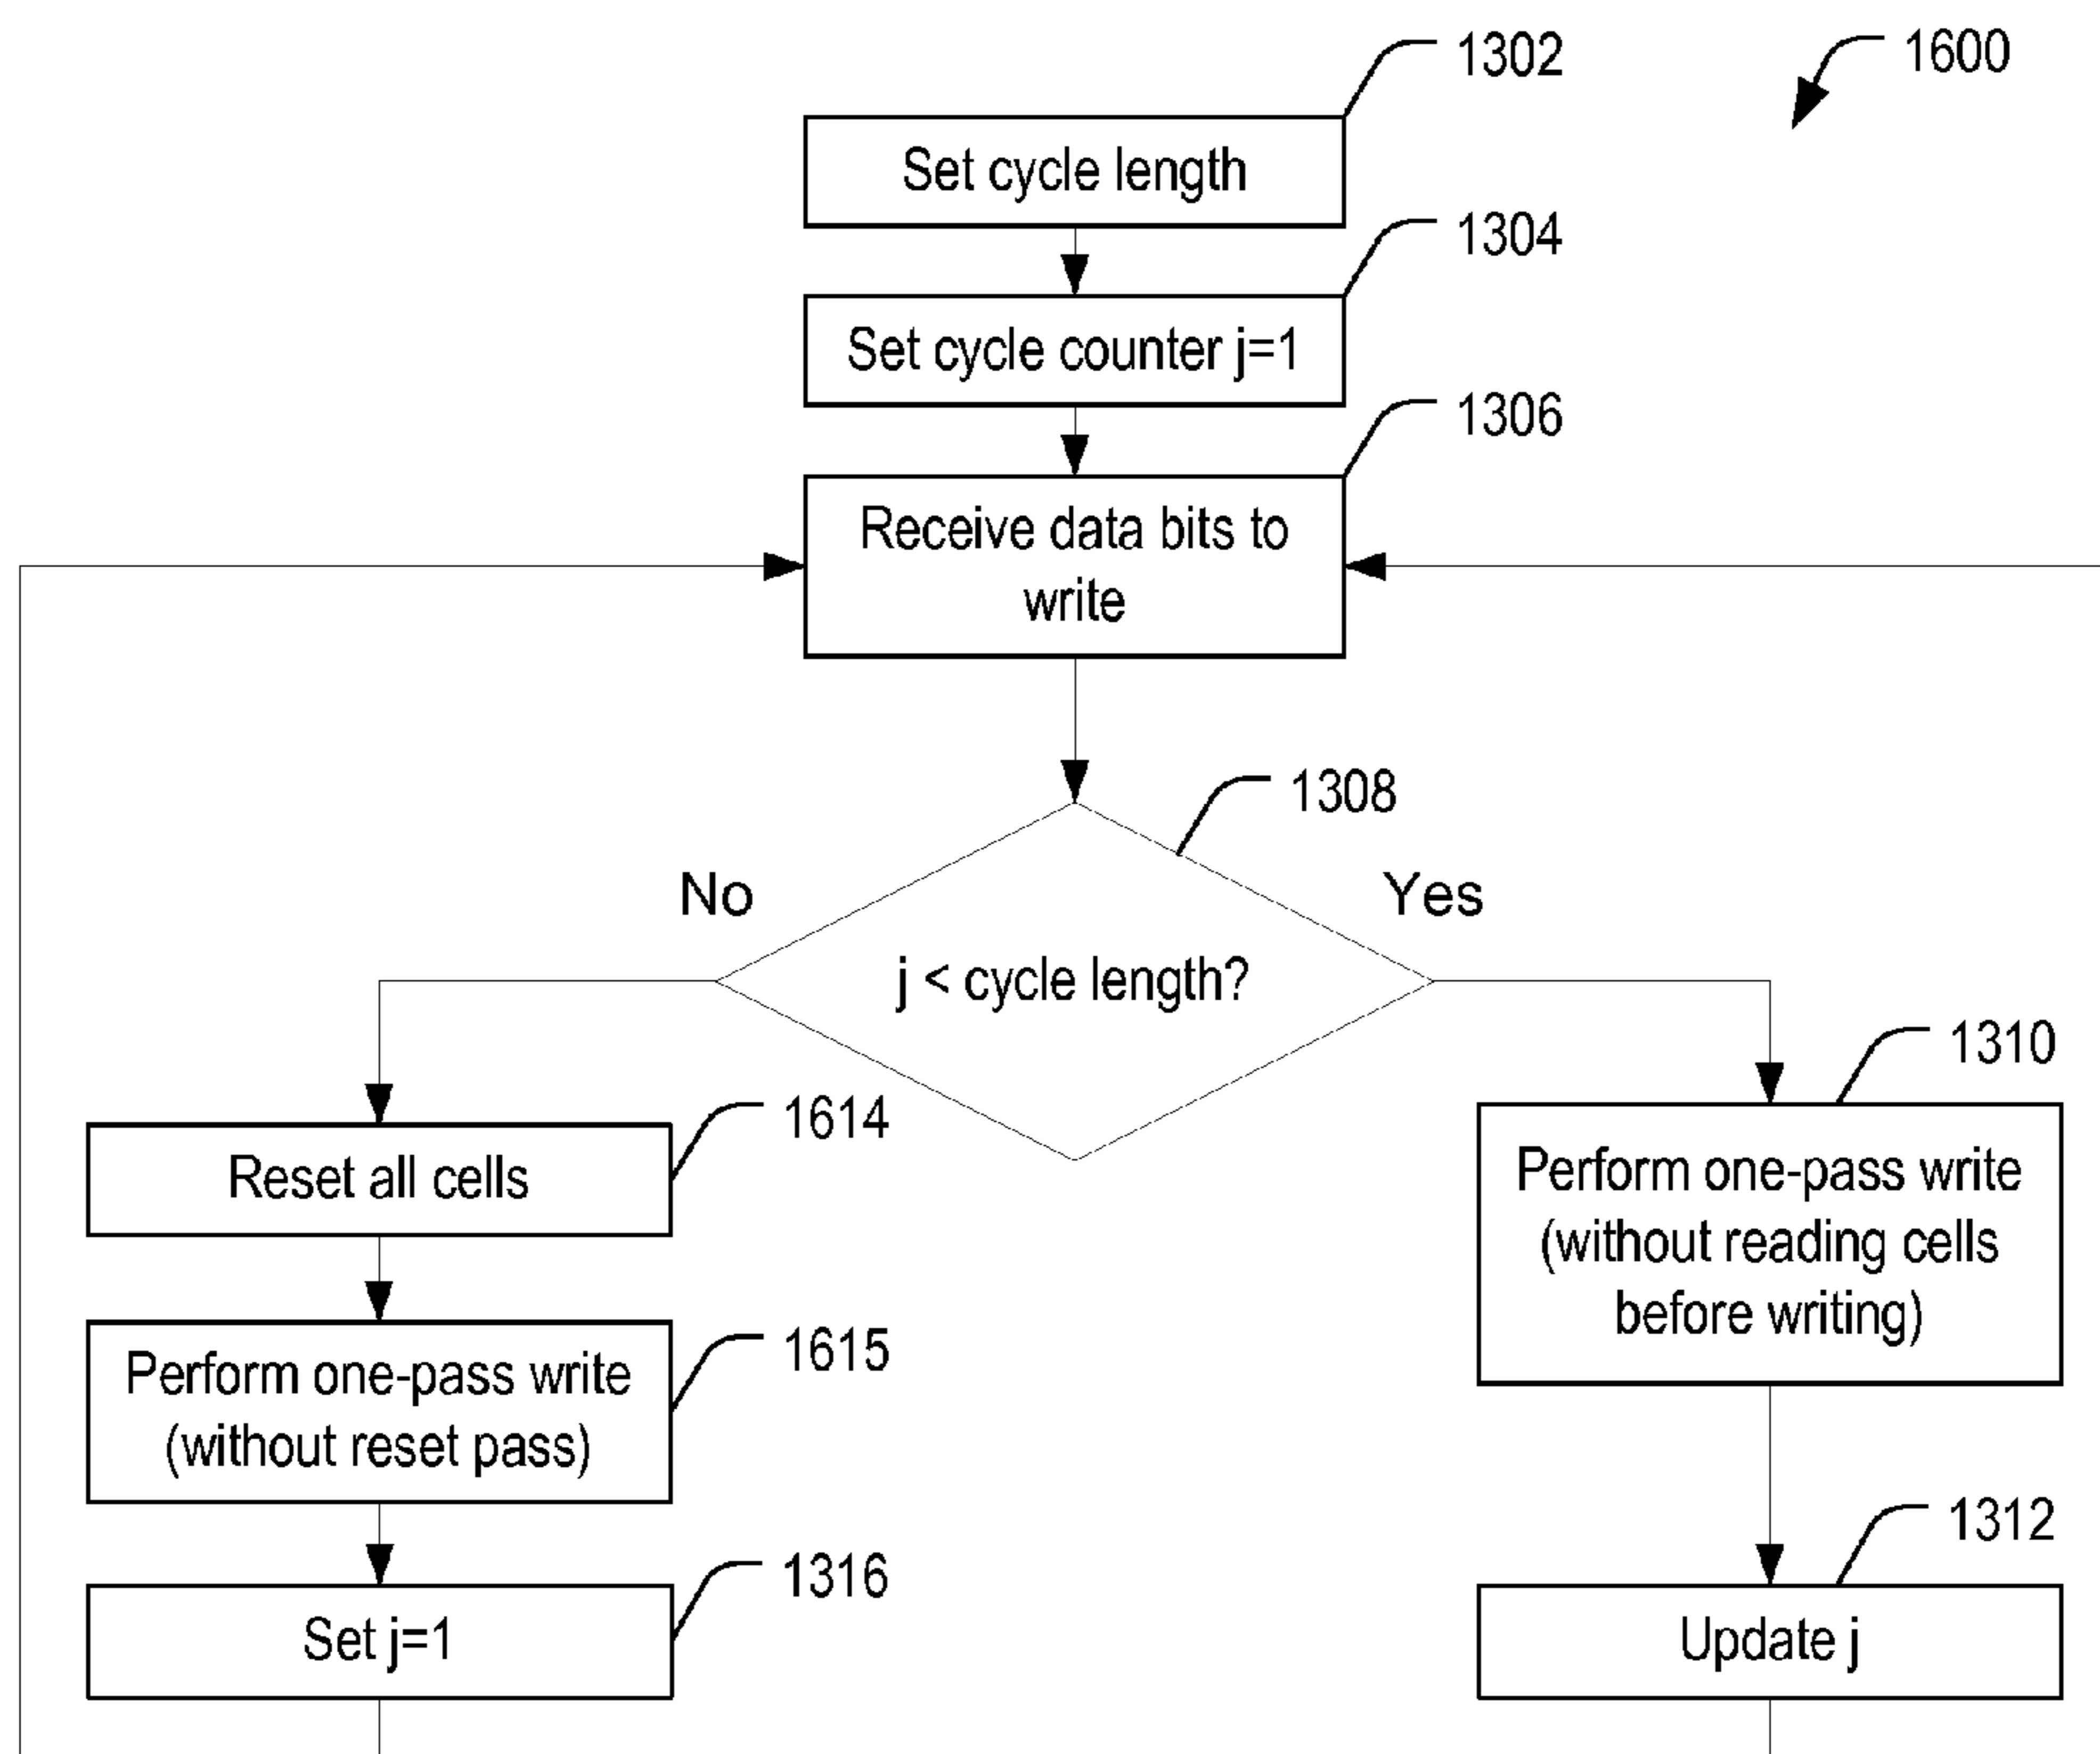 1302
1600
Set cycle length
1304
Set cycle counter j=1
1306
Receive data bits to
write
1308
No
Yes
j < cycle length?
1310
1614
Reset all cells
Perform one-pass write
(without reading cells
before writing)
1615
Perform one-pass write
(without reset pass)
1312
1316
Set j=1
Update j